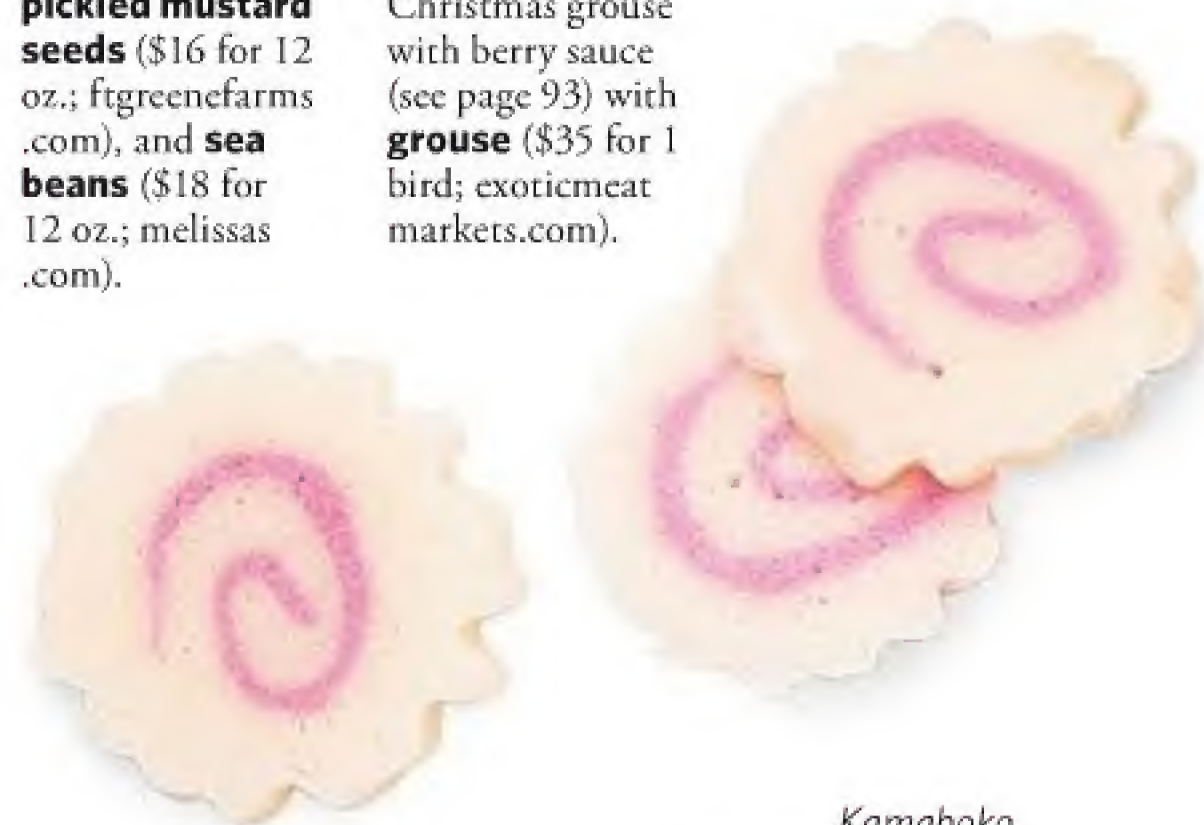 pickled mustard
seeds ($16 for 12
oz.; ftgreenefarms
.com), and sea
beans ($18 for
12 oz.; melissas
.com).
Christmas grouse
with berry sauce
(see page 93) with
grouse ($35 for 1
bird; exoticmeat
markets.com).
Kamaboko